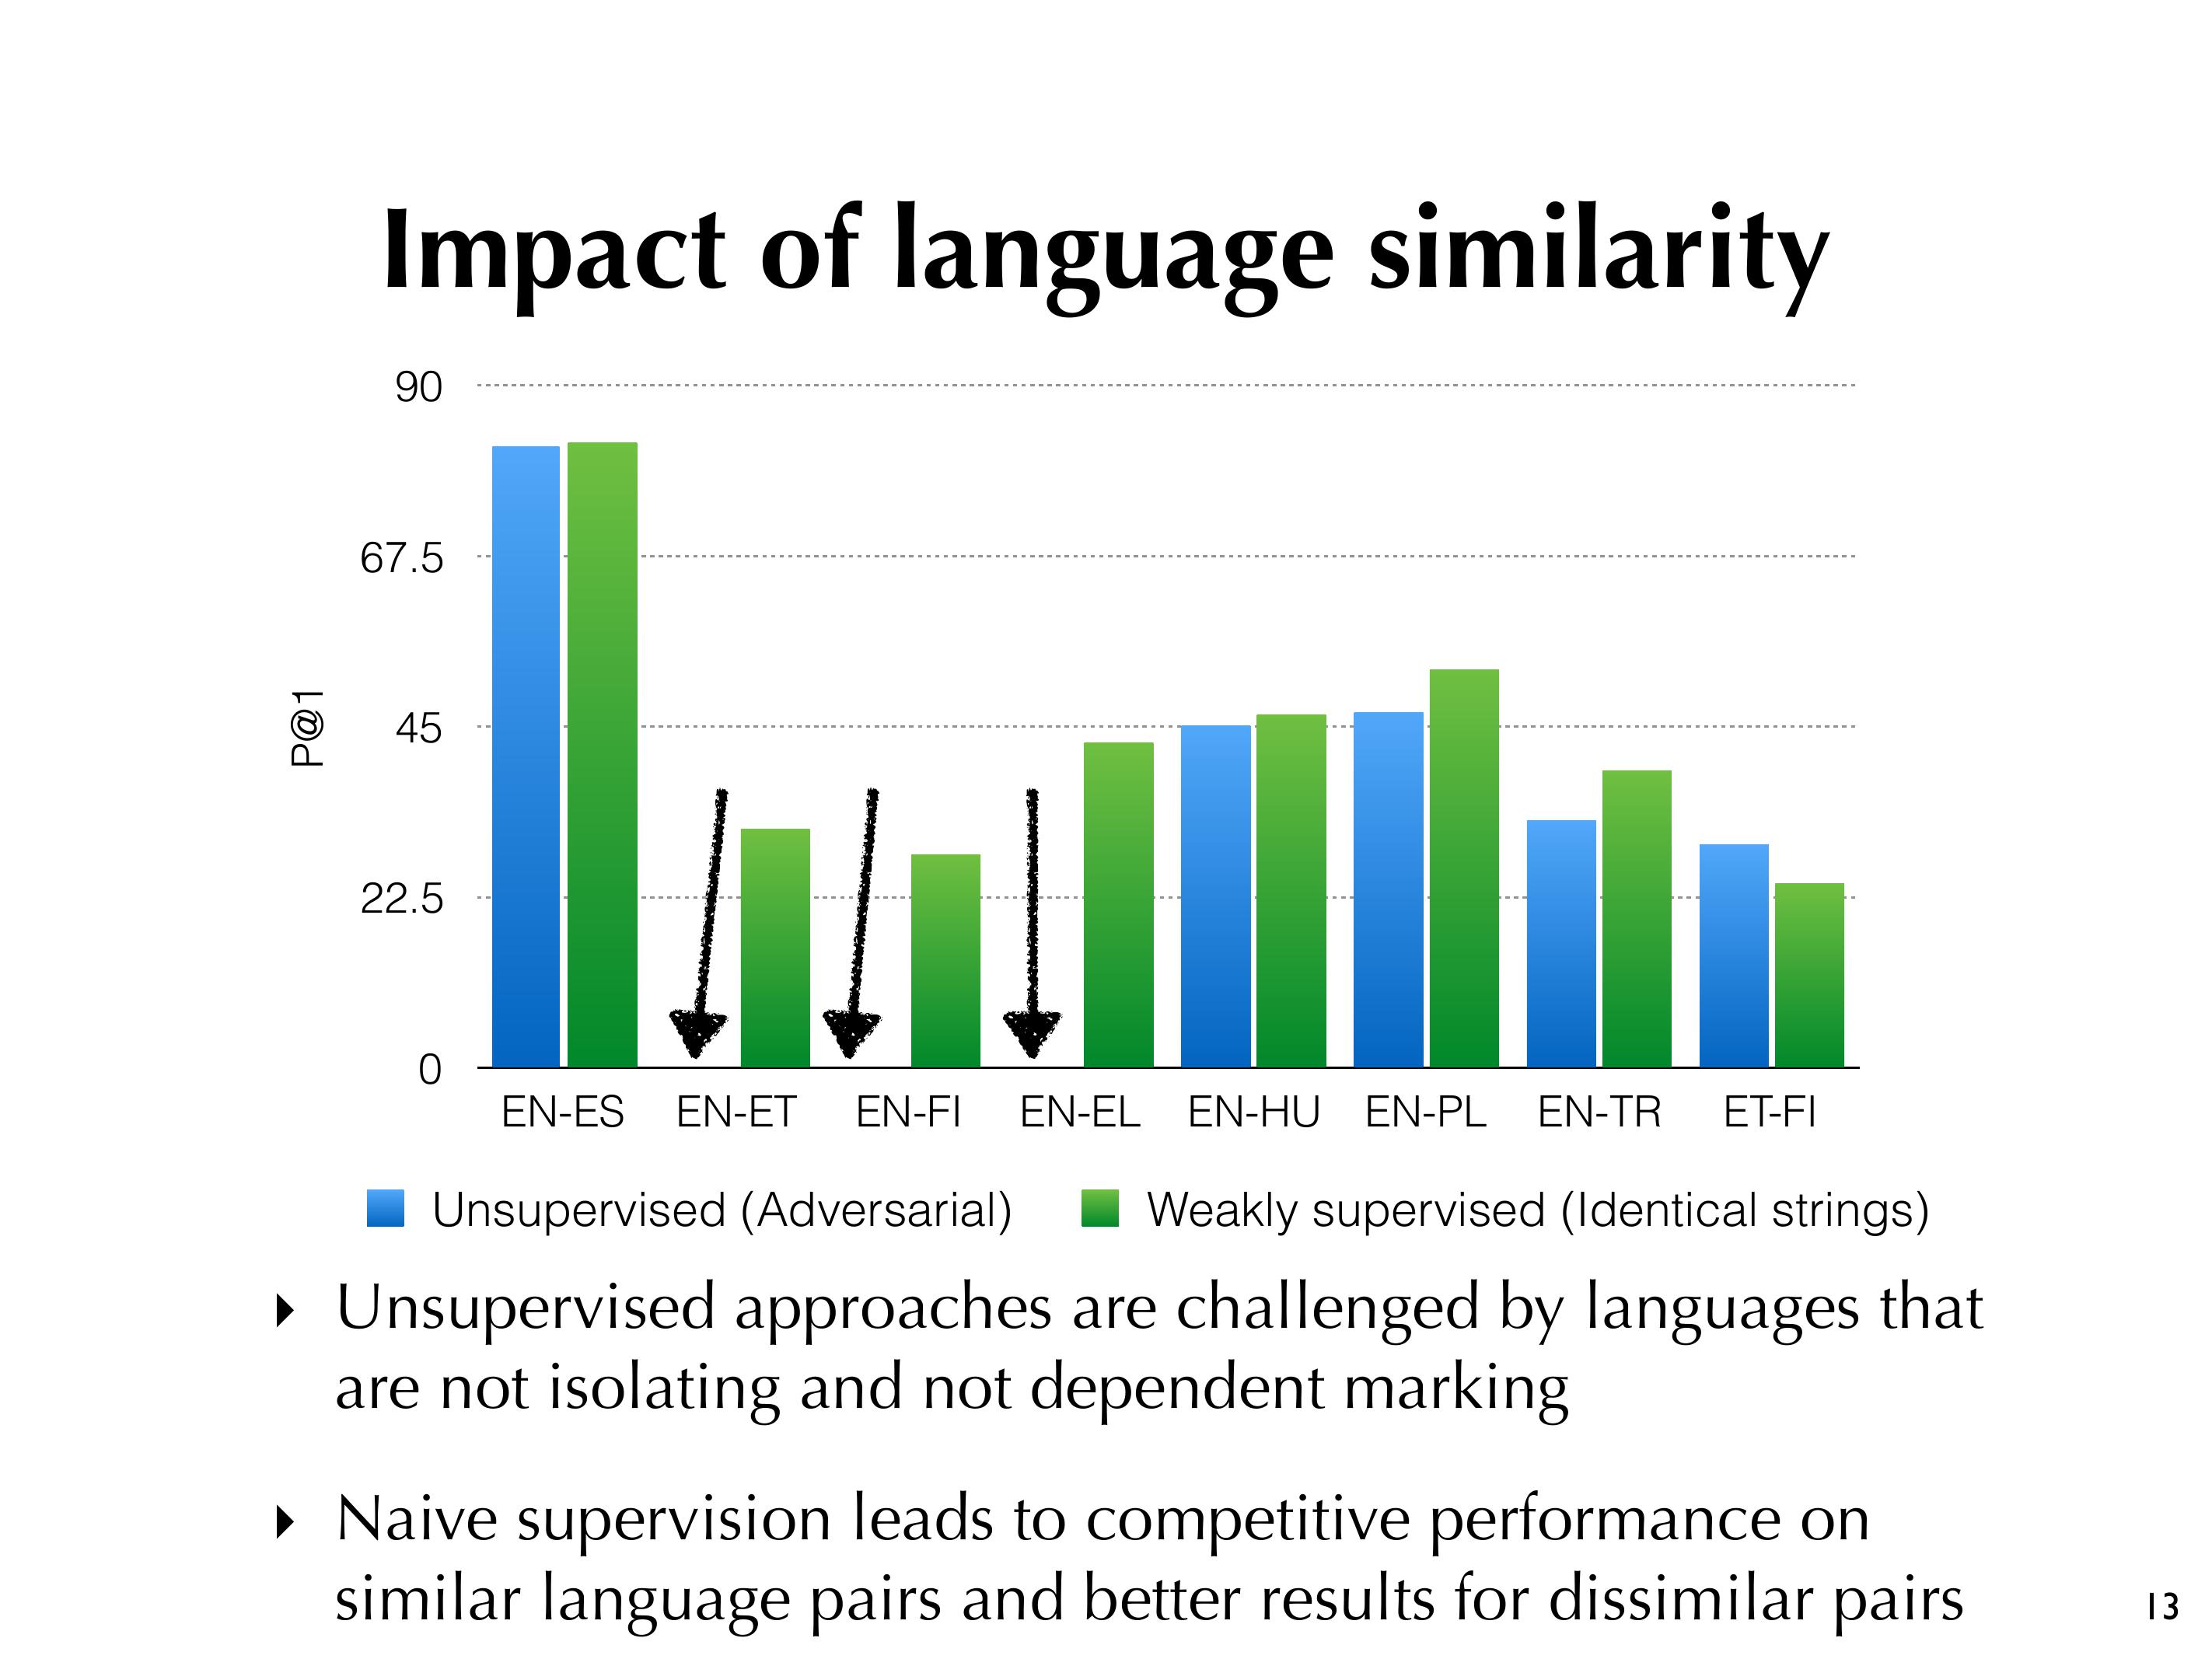 Impact of language similarity
90
67.5
45
22.5
0
P@1
EN-ES
EN-ET
EN-FI
EN-EL
EN-HU
EN-PL
EN-TR
ET-FI
Unsupervised (Adversarial)
Weakly supervised (Identical strings)
Unsupervised approaches are challenged by languages that
are not isolating and not dependent marking
Naive supervision leads to competitive performance on
similar language pairs and better results for dissimilar pairs
13